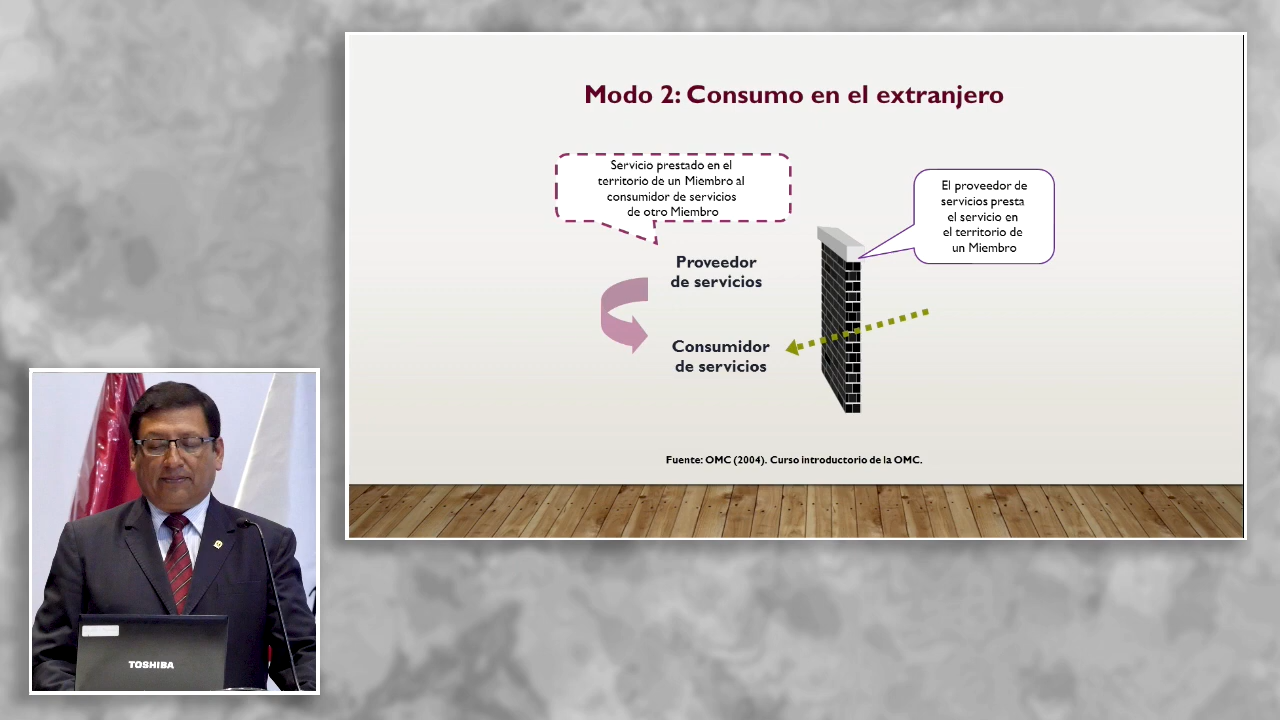 Modo 2: Consumo en el extranjero
Servicio prestado en el
territorio de un Miembro al
consumidor de servicios
de otro Miembro
El proveedor de
servicios presta
el servicio en
el territorio de
un Miembro
Proveedor
de servicios
Consumidor
de servicios
Fuente: OMC (2004). Curso introductorio de la OMC.
TOSHIBA